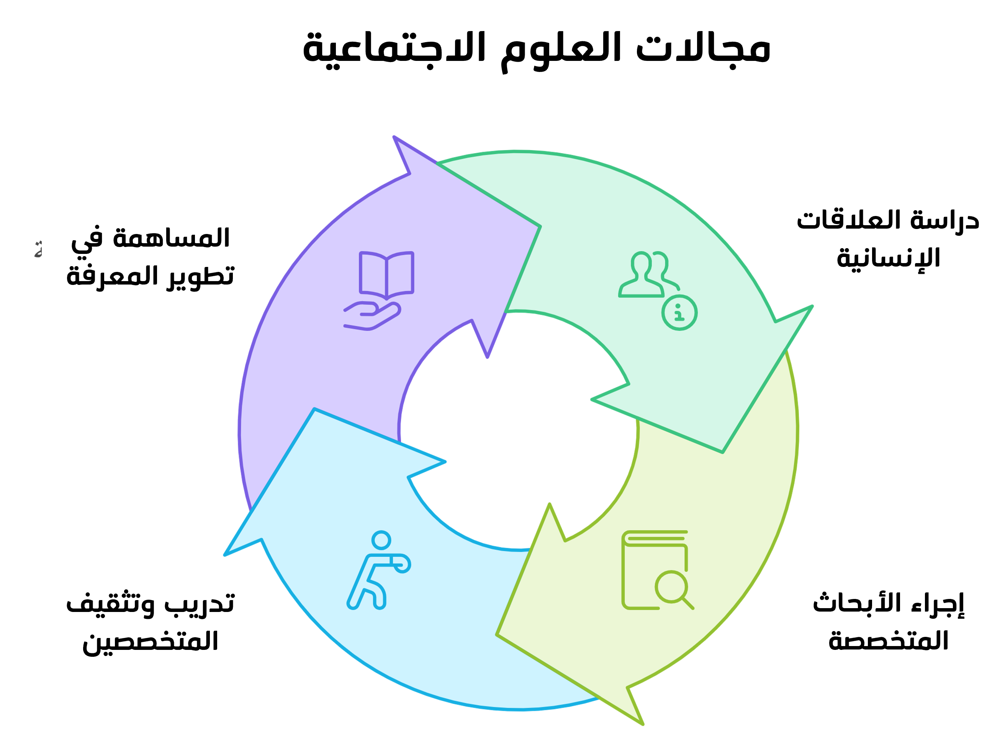 مجالات العلوم الاجتماعية
دراسة العلاقات
الإنسانية
المساهمة في
تطوير المعرفة
إجراء الأبحاث
المتخصصة
تدريب وتثقيف
المتخصصين